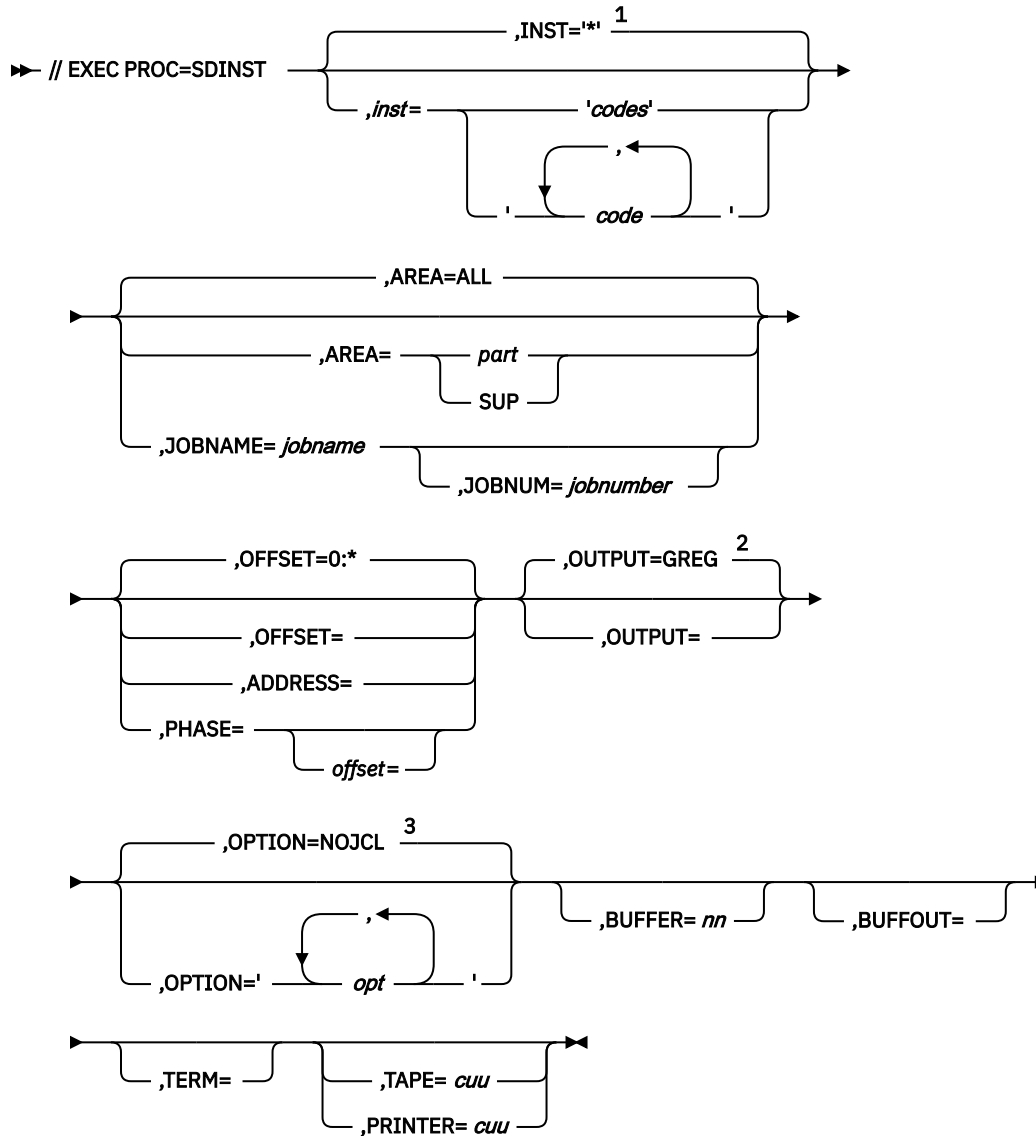 ,INST='*' 1
// EXEC PROC=SDINST
,inst= 'codes'
,
' code '
,AREA=ALL
,AREA= part
SUP
,JOBNAME= jobname
,JOBNUM= jobnumber
,OFFSET=0:* ,OUTPUT=GREG 2
,OFFSET= ,OUTPUT=
,ADDRESS=
,PHASE=
offset=
,OPTION=NOJCL 3
,
,BUFFER= nn ,BUFFOUT=
,OPTION=' opt '
,TERM= ,TAPE= cuu
,PRINTER= cuu